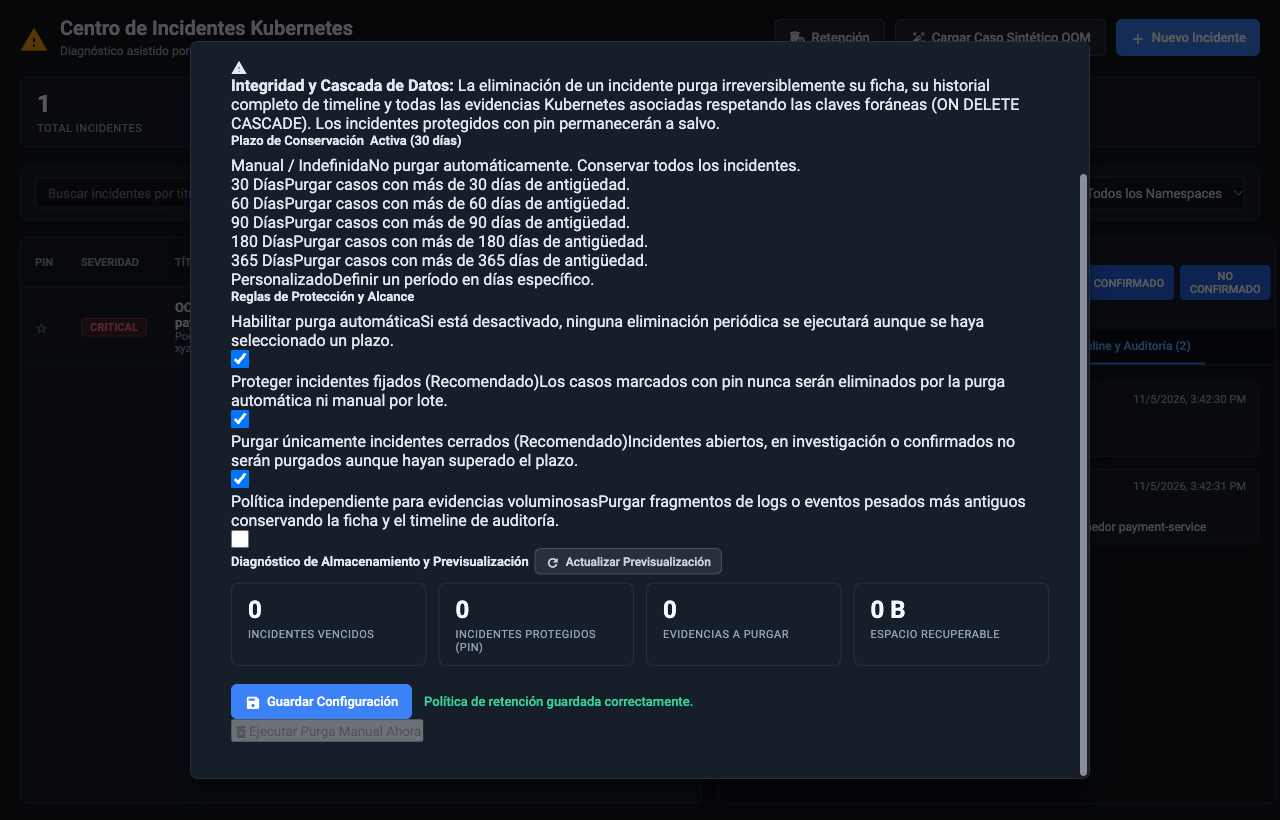 Centro de Incidentes Kubernetes
Diagnóstico asistido por
Retención
Cargar Caso Sintético OOM
Nuevo Incidente
1
TOTAL INCIDENTES
Buscar incidentes por
Todos los Namespaces
PIN
SEVERIDAD
CRITICAL
CONFIRMADO
NO
CONFIRMADO
y Auditoría (2)
11/5/2026, 3:42:30 PM
11/5/2026, 3:42:31 PM
payment-service
Integridad y Cascada de Datos: La eliminación de un incidente purga irreversiblemente su ficha, su historial
completo de timeline y todas las evidencias Kubernetes asociadas respetando las claves foráneas (ON DELETE
CASCADE). Los incidentes protegidos con pin permanecerán a salvo.
Plazo de Conservación Activa (30 días)
Manual / IndefinidaNo purgar automáticamente. Conservar todos los incidentes.
30 DíasPurgar casos con más de 30 días de antigüedad.
60 DíasPurgar casos con más de 60 días de antigüedad.
90 DíasPurgar casos con más de 90 días de antigüedad.
180 DíasPurgar casos con más de 180 días de antigüedad.
365 DíasPurgar casos con más de 365 días de antigüedad.
PersonalizadoDefinir un período en días específico.
Reglas de Protección y Alcance
Habilitar purga automáticaSi está desactivado, ninguna eliminación periódica se ejecutará aunque se haya
seleccionado un plazo.
Proteger incidentes fijados (Recomendado)Los casos marcados con pin nunca serán eliminados por la purga
automática ni manual por lote.
Purgar únicamente incidentes cerrados (Recomendado)Incidentes abiertos, en investigación o confirmados no
serán purgados aunque hayan superado el plazo.
Política independiente para evidencias voluminosasPurgar fragmentos de logs o eventos pesados más antiguos
conservando la ficha y el timeline de auditoría.
Diagnóstico de Almacenamiento y Previsualización
Actualizar Previsualización
0
INCIDENTES VENCIDOS
0
INCIDENTES PROTEGIDOS
(PIN)
0
EVIDENCIAS A PURGAR
0 B
ESPACIO RECUPERABLE
Guardar Configuración
Política de retención guardada correctamente.
Ejecutar Purga Manual Ahora